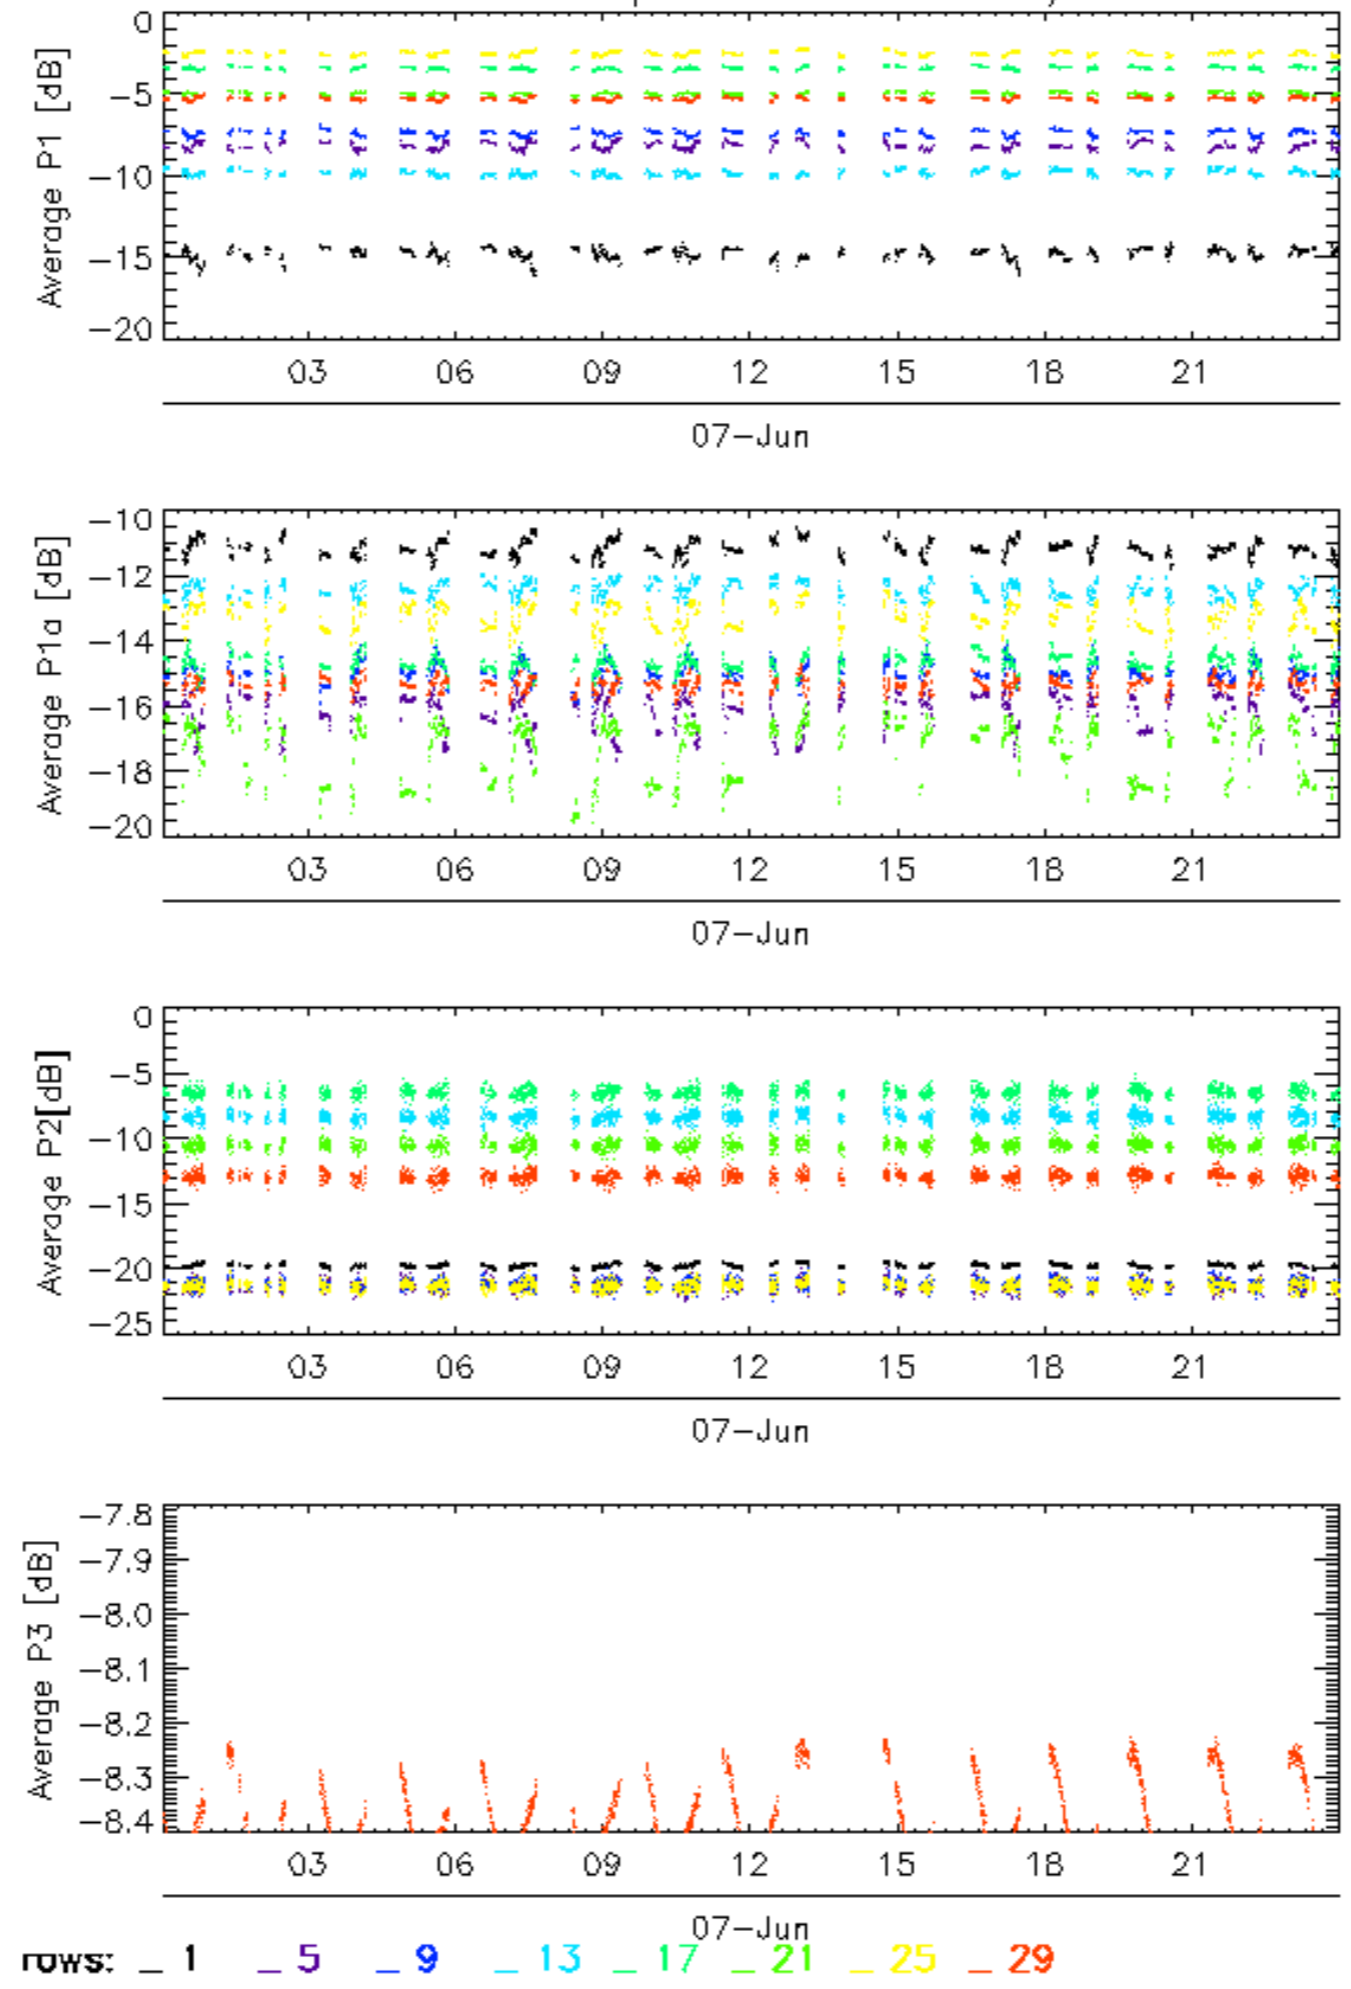 0
−5
−10
−15
−20
Average P1 [dB]
03 06 09 12 15 18 21
07−Jun
−10
−12
−14
−16
−18
−20
Average P1a [dB]
03 06 09 12 15 18 21
07−Jun
0
−5
−10
−15
−20
−25
Average P2[dB]
03 06 09 12 15 18 21
07−Jun
−7.8
−7.9
−8.0
−8.1
−8.2
−8.3
−8.4
Average P3 [dB]
03 06 09 12 15 18 21
07−Jun
rows: _ 1 _ 5 _ 9 _ 13 _ 17 _ 21 _ 25 _ 29